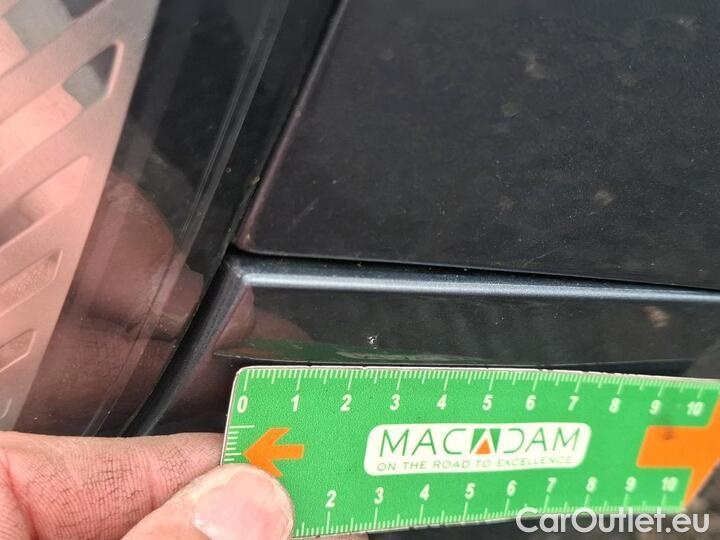 0 1 2 3 4 5 6 7 8 9 10
MACADAM
ON THE ROAD TO EXCELLENCE
2 3 4 5 6 7 8 9 10
CarOutlet.eu